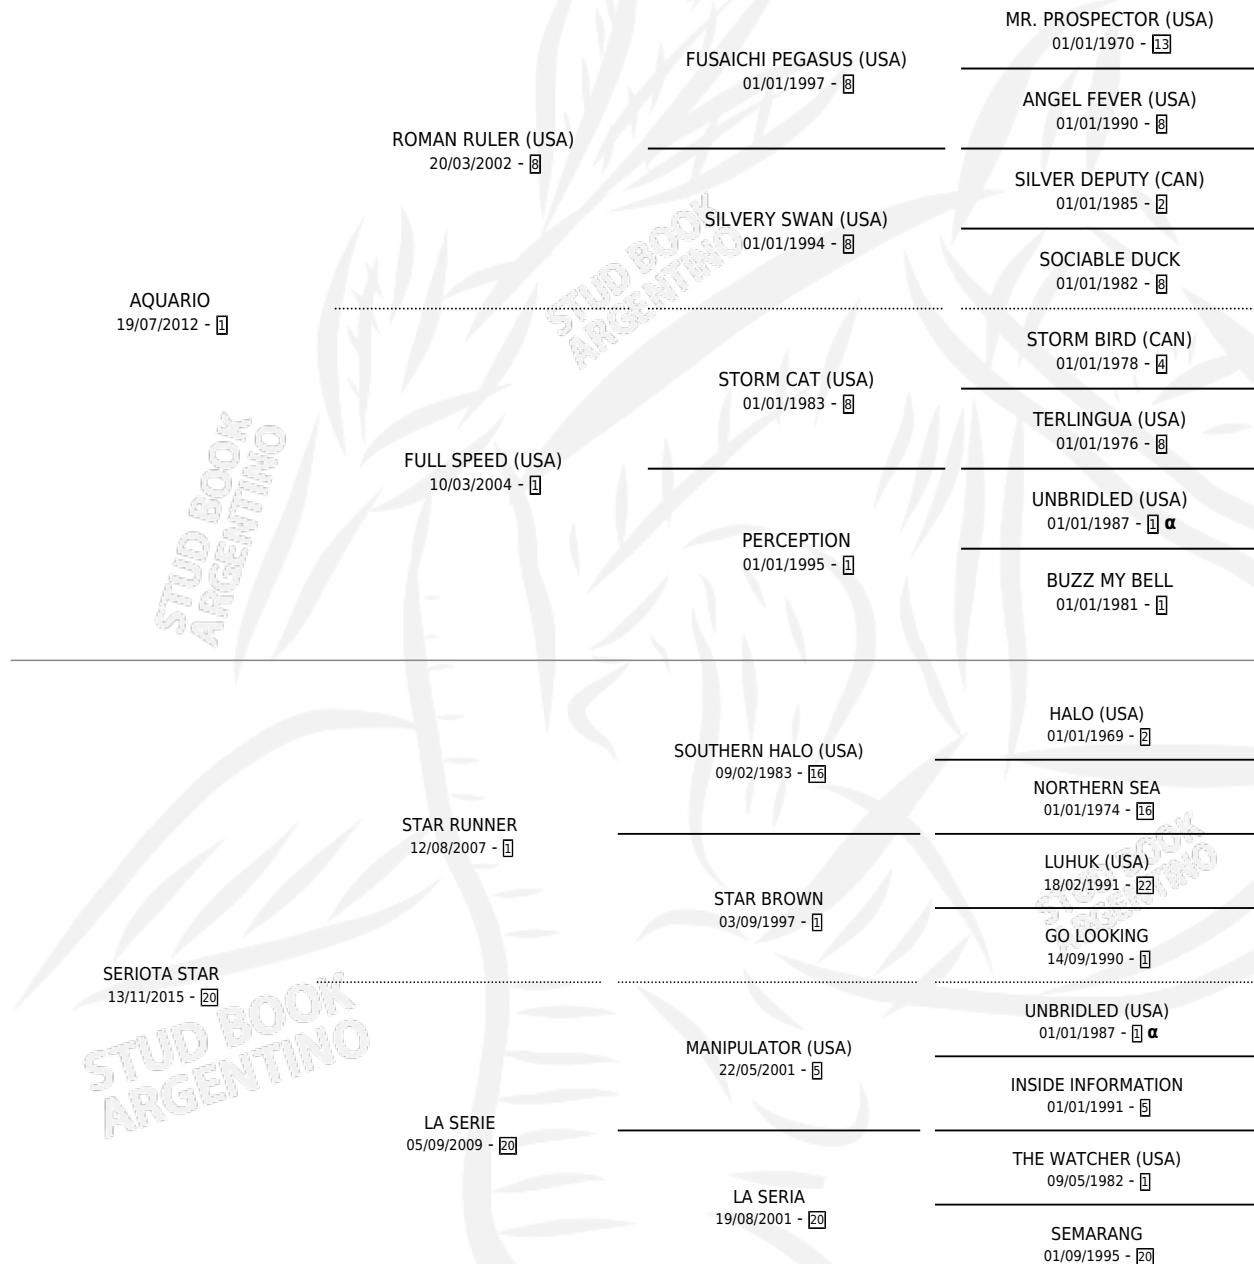 MR. PROSPECTOR (USA)
01/01/1970 - 13
FUSAICHI PEGASUS (USA)
01/01/1997 - 8
ANGEL FEVER (USA)
01/01/1990 - 8
ROMAN RULER (USA)
20/03/2002 - 8
SILVER DEPUTY (CAN)
01/01/1985 - 2
SILVERY SWAN (USA)
01/01/1994 - 8
SOCIABLE DUCK
01/01/1982 - 8
AQUARIO
19/07/2012 - 1
STORM BIRD (CAN)
01/01/1978 - 4
STORM CAT (USA)
01/01/1983 - 8
TERLINGUA (USA)
01/01/1976 - 8
FULL SPEED (USA)
10/03/2004 - 1
UNBRIDLED (USA)
01/01/1987 - 1 α
PERCEPTION
01/01/1995 - 1
BUZZ MY BELL
01/01/1981 - 1
HALO (USA)
01/01/1969 - 2
SOUTHERN HALO (USA)
09/02/1983 - 16
NORTHERN SEA
01/01/1974 - 16
STAR RUNNER
12/08/2007 - 1
LUHUK (USA)
18/02/1991 - 22
STAR BROWN
03/09/1997 - 1
GO LOOKING
14/09/1990 - 1
SERIOTA STAR
13/11/2015 - 20
UNBRIDLED (USA)
01/01/1987 - 1 α
MANIPULATOR (USA)
22/05/2001 - 5
INSIDE INFORMATION
01/01/1991 - 5
LA SERIE
05/09/2009 - 20
THE WATCHER (USA)
09/05/1982 - 1
LA SERIA
19/08/2001 - 20
SEMARANG
01/09/1995 - 20
STUD BOOK
ARGENTINO
STUD BOOK
ARGENTINO
STUD BOOK
ARGENTINO
STUD BOOK
ARGENTINO